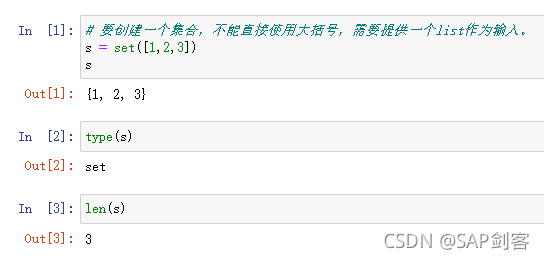 In [1]: # 要创建一个集合，不能直接使用大括号，需要提供一个list作为输入。
s = set([1,2,3])
s
Out[1]: {1, 2, 3}
In [2]: type(s)
Out[2]: set
In [3]: len(s)
Out[3]: 3
CSDN @SAP剑客